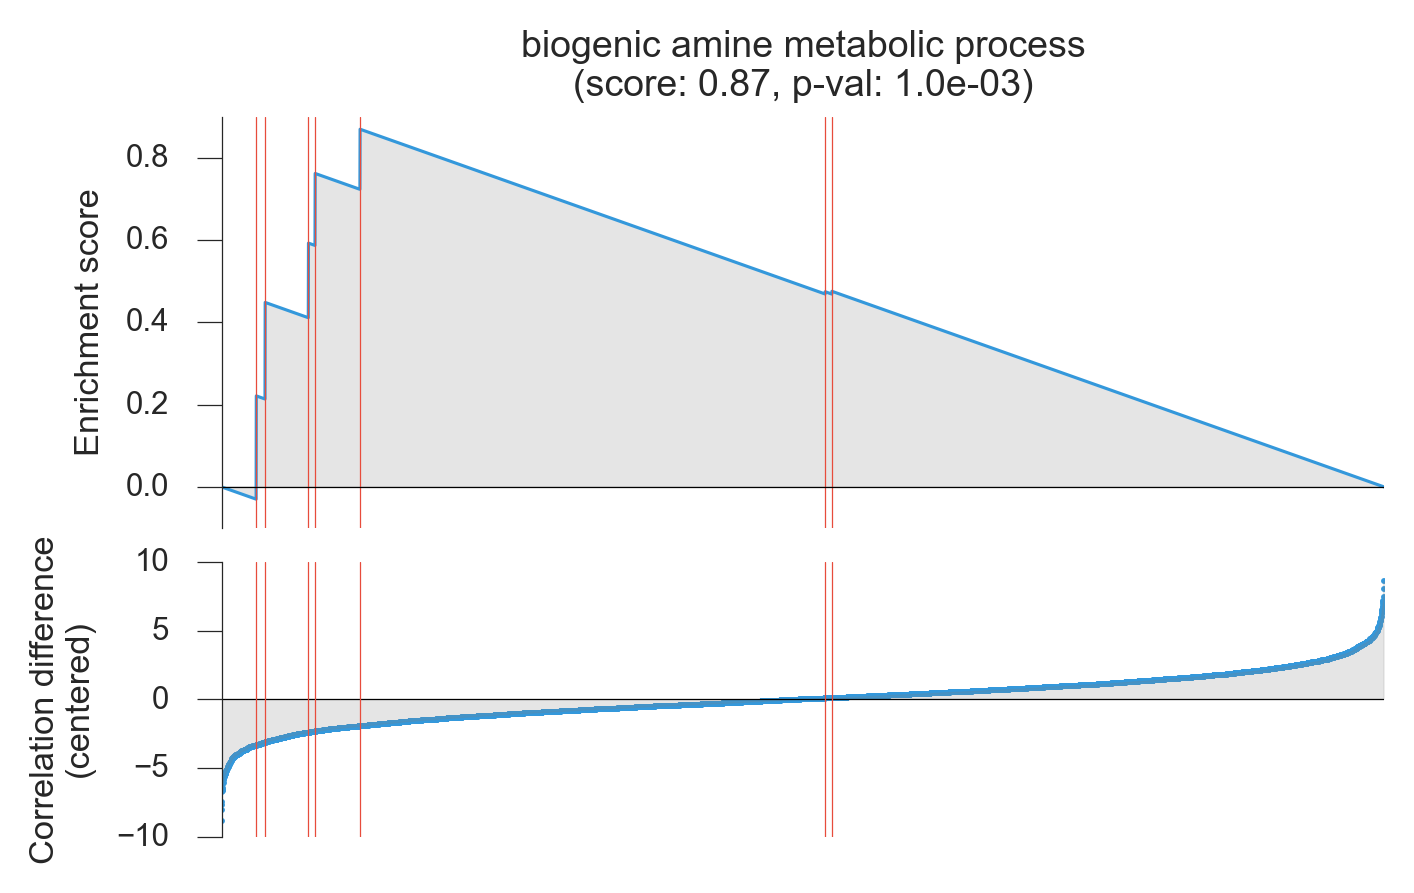 biogenic amine metabolic process
(score: 0.87, p-val: 1.0e-03)
0.8
0.6
0.4
0.2
0.0
Enrichment score
10
5
0
−5
−10
Correlation difference
(centered)